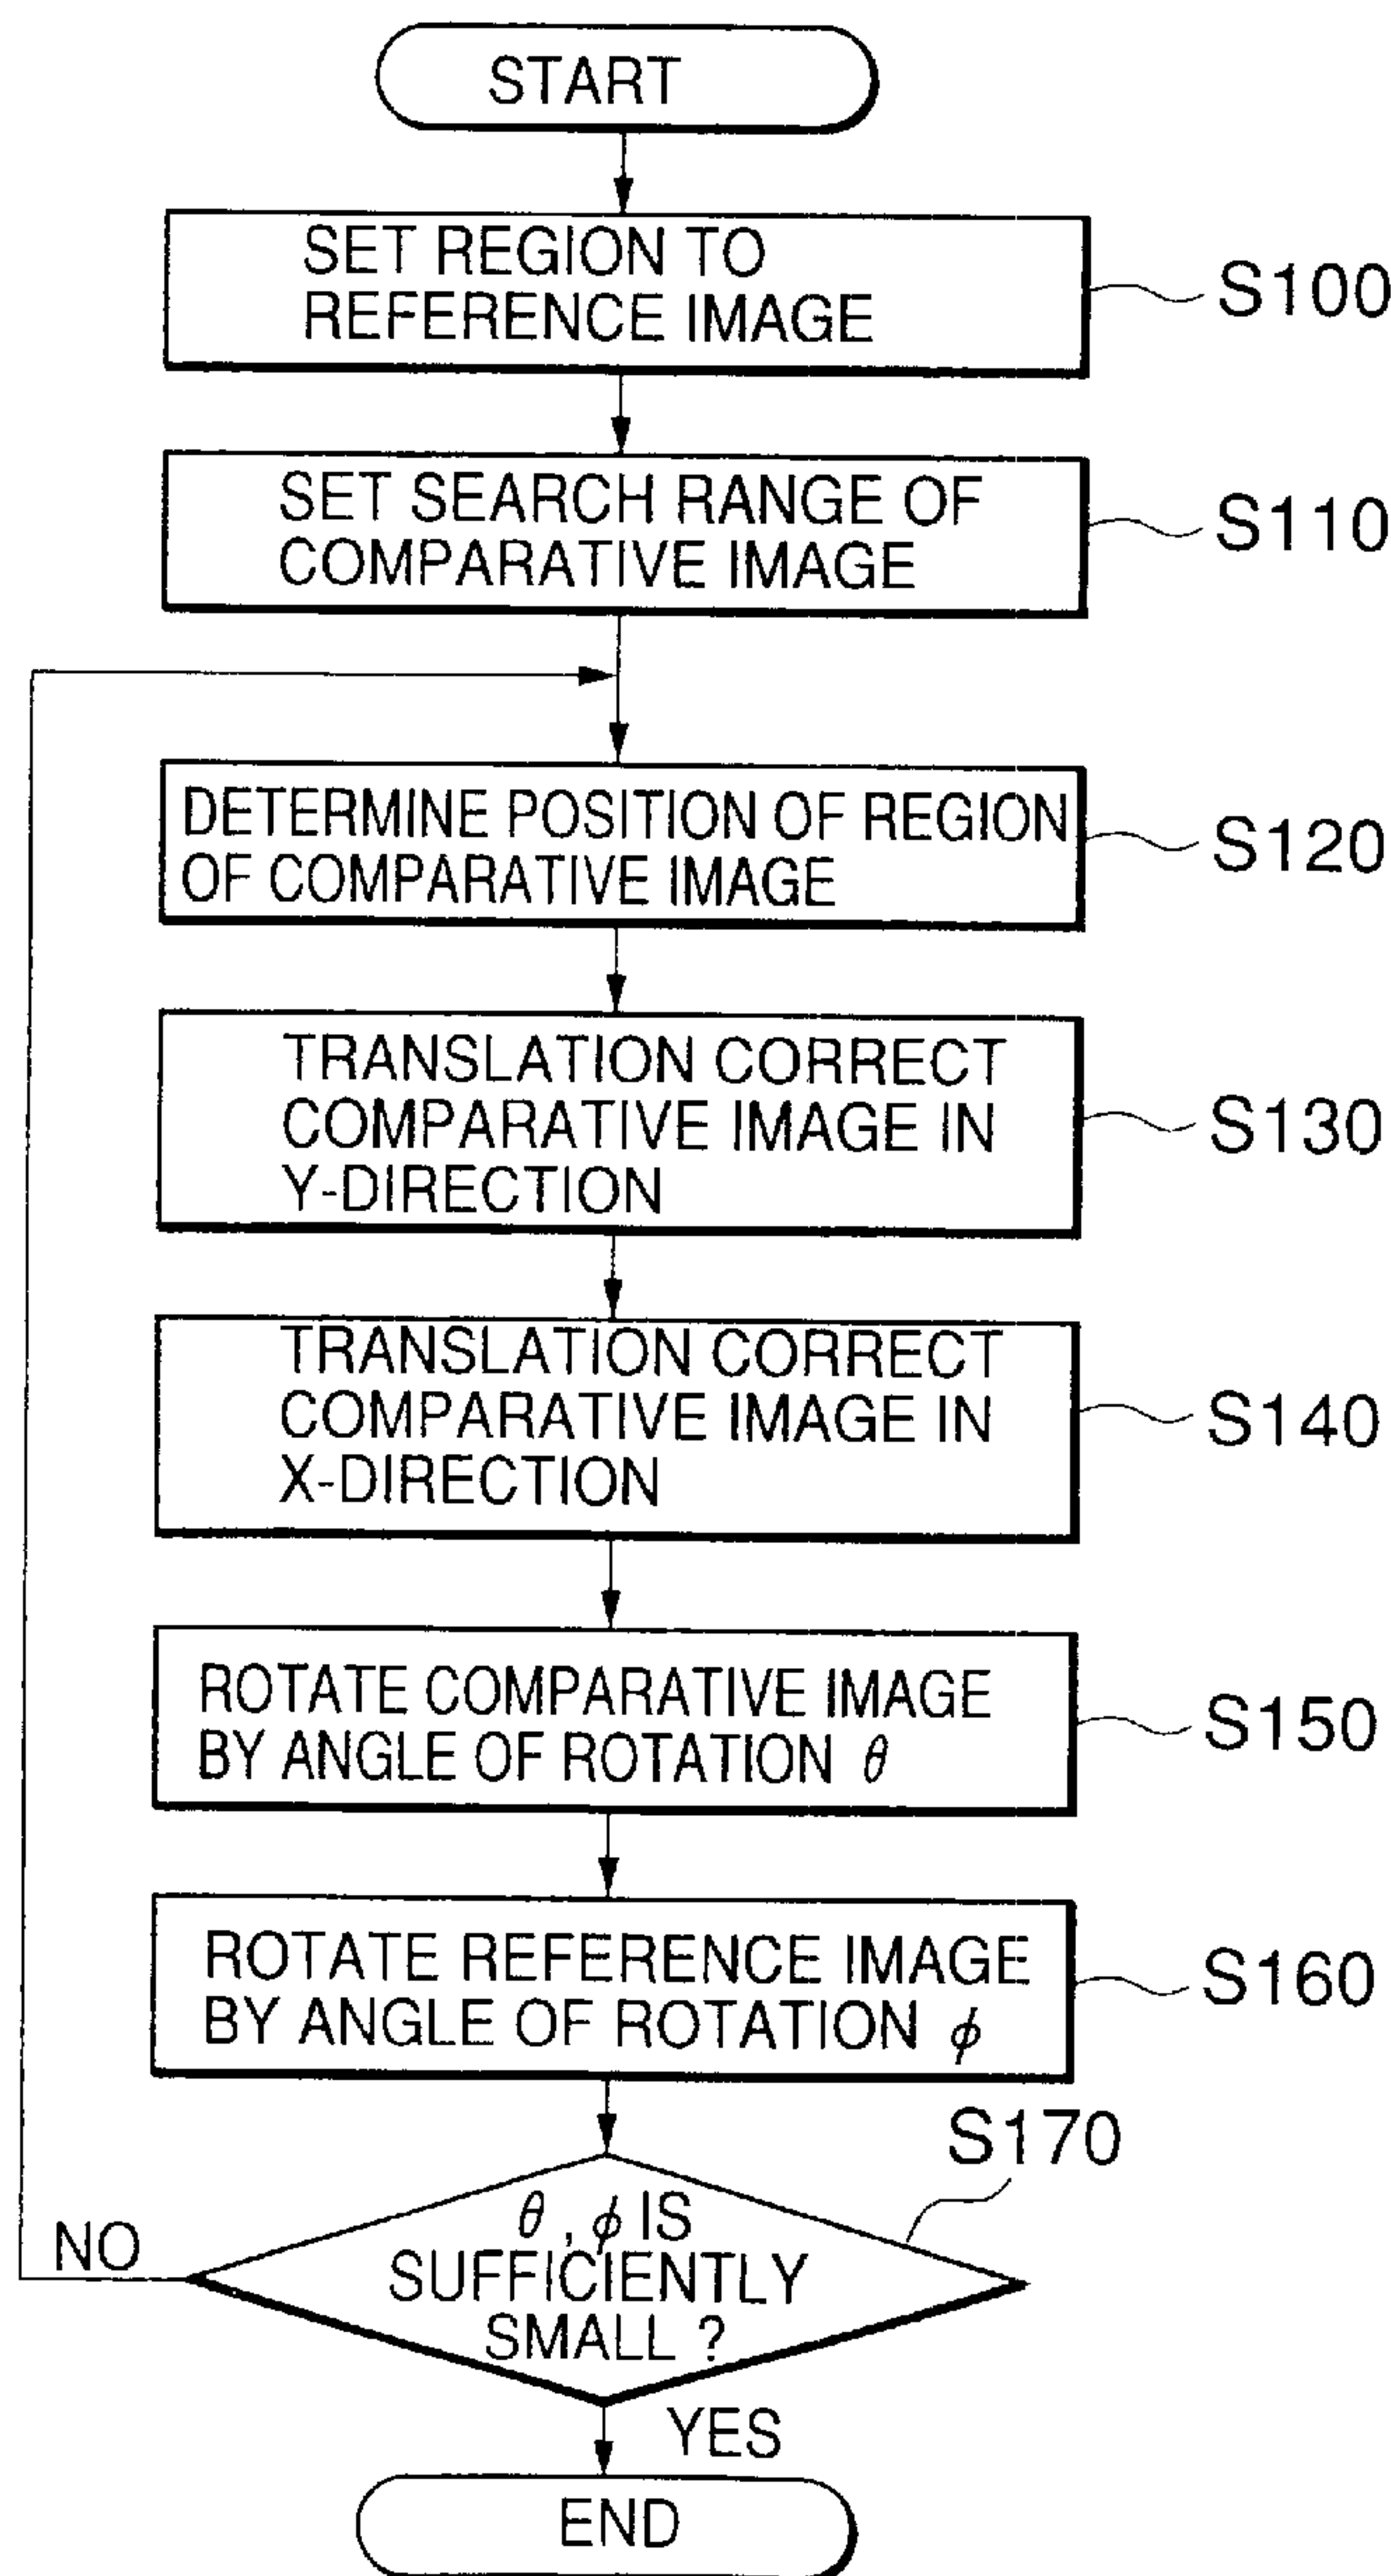 START
SET REGION TO
REFERENCE IMAGE
S100
SET SEARCH RANGE OF
COMPARATIVE IMAGE
S110
DETERMINE POSITION OF REGION
OF COMPARATIVE IMAGE
S120
TRANSLATION CORRECT
COMPARATIVE IMAGE IN
Y-DIRECTION
S130
TRANSLATION CORRECT
COMPARATIVE IMAGE IN
X-DIRECTION
S140
ROTATE COMPARATIVE IMAGE
BY ANGLE OF ROTATION θ
S150
ROTATE REFERENCE IMAGE
BY ANGLE OF ROTATION ϕ
S160
S170
θ , ϕ IS
SUFFICIENTLY
SMALL ?
NO
YES
END